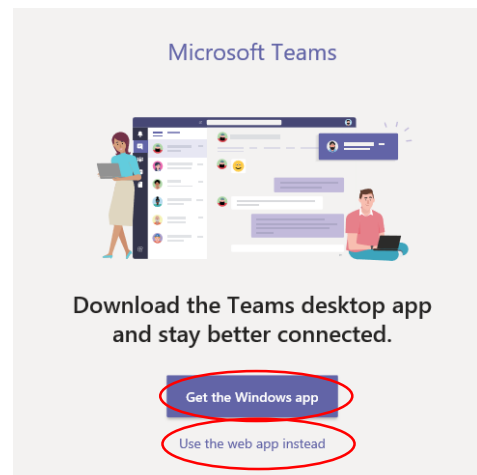 Microsoft Teams
Download the Teams desktop app
and stay better connected.
Get the Windows app
Use the web app instead